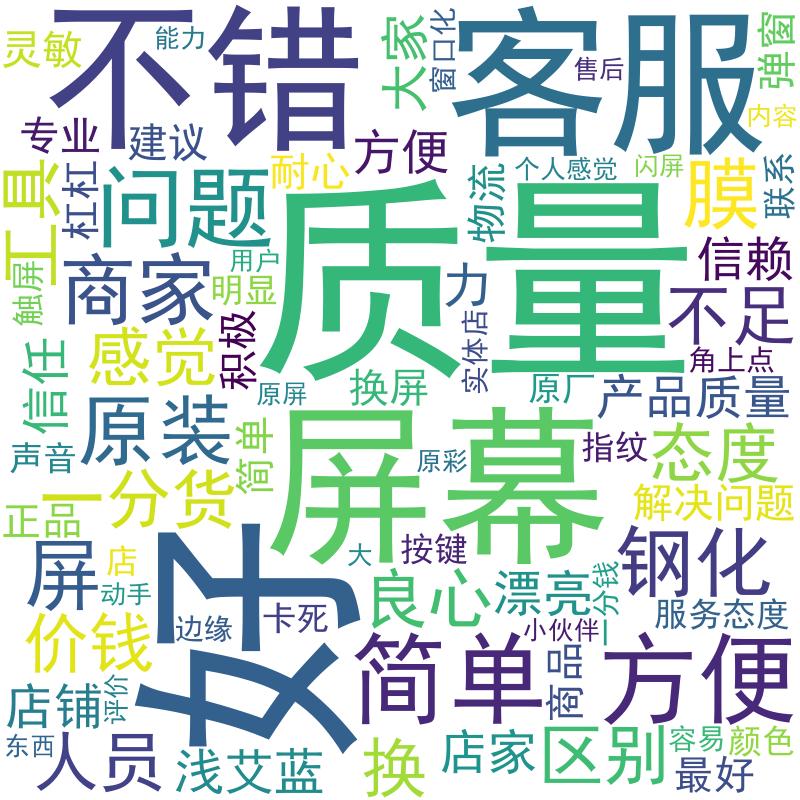 不错
客服
灵敏
能力
大家
窗口化
售后
弹窗
内容
专业
建议
耐心
方便
物流
个人感觉
闪屏
膜
联系
工具
杠杠
问题
质量
信赖
商家
用户
明显
力
不足
触屏
积极
实体店
角上点
感觉
原屏
换屏
原厂
产品质量
信任
原装
简单
屏幕
原彩
指纹
态度
声音
一分货
正品
解决问题
好
屏
店
大
按键
钢化
动手
良心
漂亮
一分钱
服务态度
价钱
边缘
卡死
小伙伴
简单
商品
方便
店铺
评价
东西
人员
浅艾蓝
换
店家
区别
容易
颜色
最好